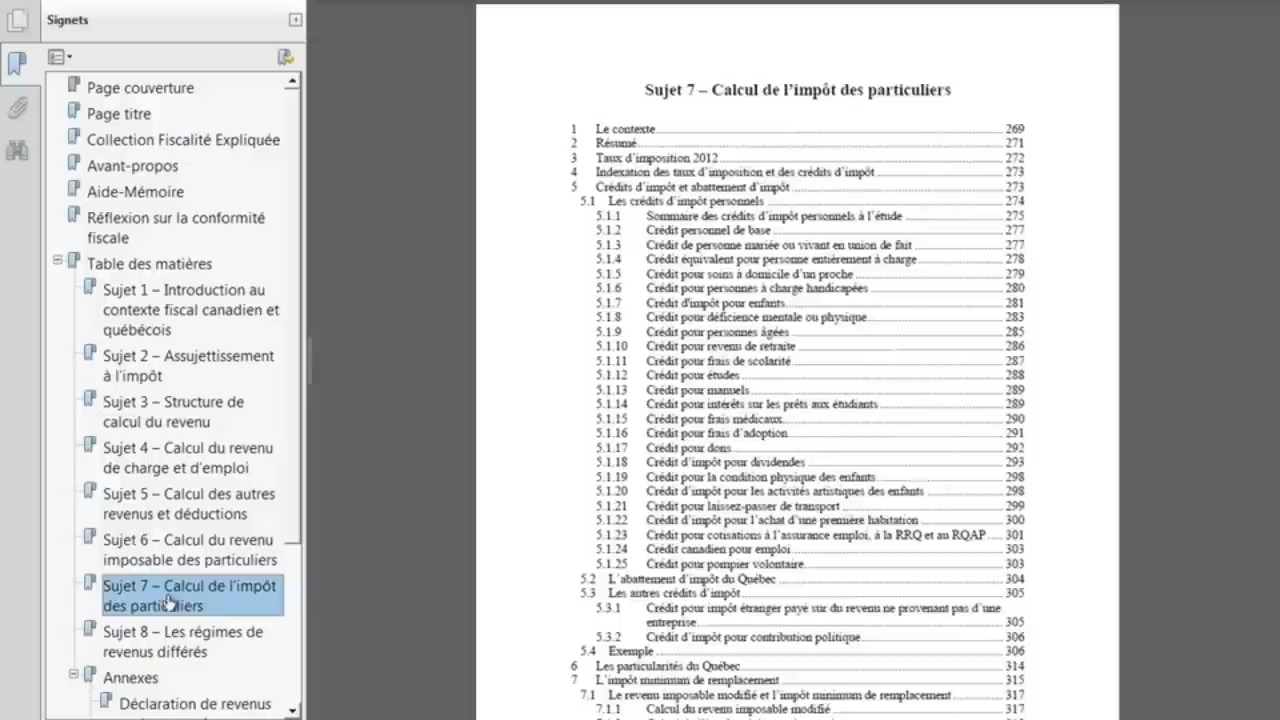 Signets
Page couverture
Page titre
Collection Fiscalité Expliquée
Avant-propos
Aide-Mémoire
Réflexion sur la conformité
fiscale
Table des matières
Sujet 1 – Introduction au
contexte fiscal canadien et
québécois
Sujet 2 – Assujettissement
à l'impôt
Sujet 3 – Structure de
calcul du revenu
Sujet 4 – Calcul du revenu
de charge et d'emploi
Sujet 5 – Calcul des autres
revenus et déductions
Sujet 6 – Calcul du revenu
imposable des particuliers
Sujet 7 – Calcul de l'impôt
des particuliers
Sujet 8 – Les régimes de
revenus différés
Annexes
Déclaration de revenus
Sujet 7 – Calcul de l'impôt des particuliers
1 Le contexte 269
2 Résumé 271
3 Taux d'imposition 2012 272
4 Indexation des taux d'imposition et des crédits d'impôt 273
5 Crédits d'impôt et abattement d'impôt 273
5.1 Les crédits d'impôt personnels 274
5.1.1 Sommaire des crédits d'impôt personnels à l'étude 275
5.1.2 Crédit personnel de base 277
5.1.3 Crédit de personne mariée ou vivant en union de fait 277
5.1.4 Crédit équivalent pour personne entièrement à charge 278
5.1.5 Crédit pour soins à domicile d'un proche 279
5.1.6 Crédit pour personnes à charge handicapées 280
5.1.7 Crédit d'impôt pour enfants 281
5.1.8 Crédit pour déficience mentale ou physique 283
5.1.9 Crédit pour personnes âgées 285
5.1.10 Crédit pour revenu de retraite 286
5.1.11 Crédit pour frais de scolarité 287
5.1.12 Crédit pour études 288
5.1.13 Crédit pour manuels 289
5.1.14 Crédit pour intérêts sur les prêts aux étudiants 289
5.1.15 Crédit pour frais médicaux 290
5.1.16 Crédit pour frais d'adoption 291
5.1.17 Crédit pour dons 292
5.1.18 Crédit d'impôt pour dividendes 293
5.1.19 Crédit pour la condition physique des enfants 298
5.1.20 Crédit d'impôt pour les activités artistiques des enfants 298
5.1.21 Crédit pour laissez-passer de transport 299
5.1.22 Crédit d'impôt pour l'achat d'une première habitation 300
5.1.23 Crédit pour cotisations à l'assurance emploi, à la RRQ et au RQAP 301
5.1.24 Crédit canadien pour emploi 303
5.1.25 Crédit pour pompier volontaire 303
5.2 L'abattement d'impôt du Québec 304
5.3 Les autres crédits d'impôt 305
5.3.1 Crédit pour impôt étranger payé sur du revenu ne provenant pas d'une
entreprise 305
5.3.2 Crédit d'impôt pour contribution politique 306
5.4 Exemple 306
6 Les particularités du Québec 314
7 L'impôt minimum de remplacement 315
7.1 Le revenu imposable modifié et l'impôt minimum de remplacement 317
7.1.1 Calcul du revenu imposable modifié 317